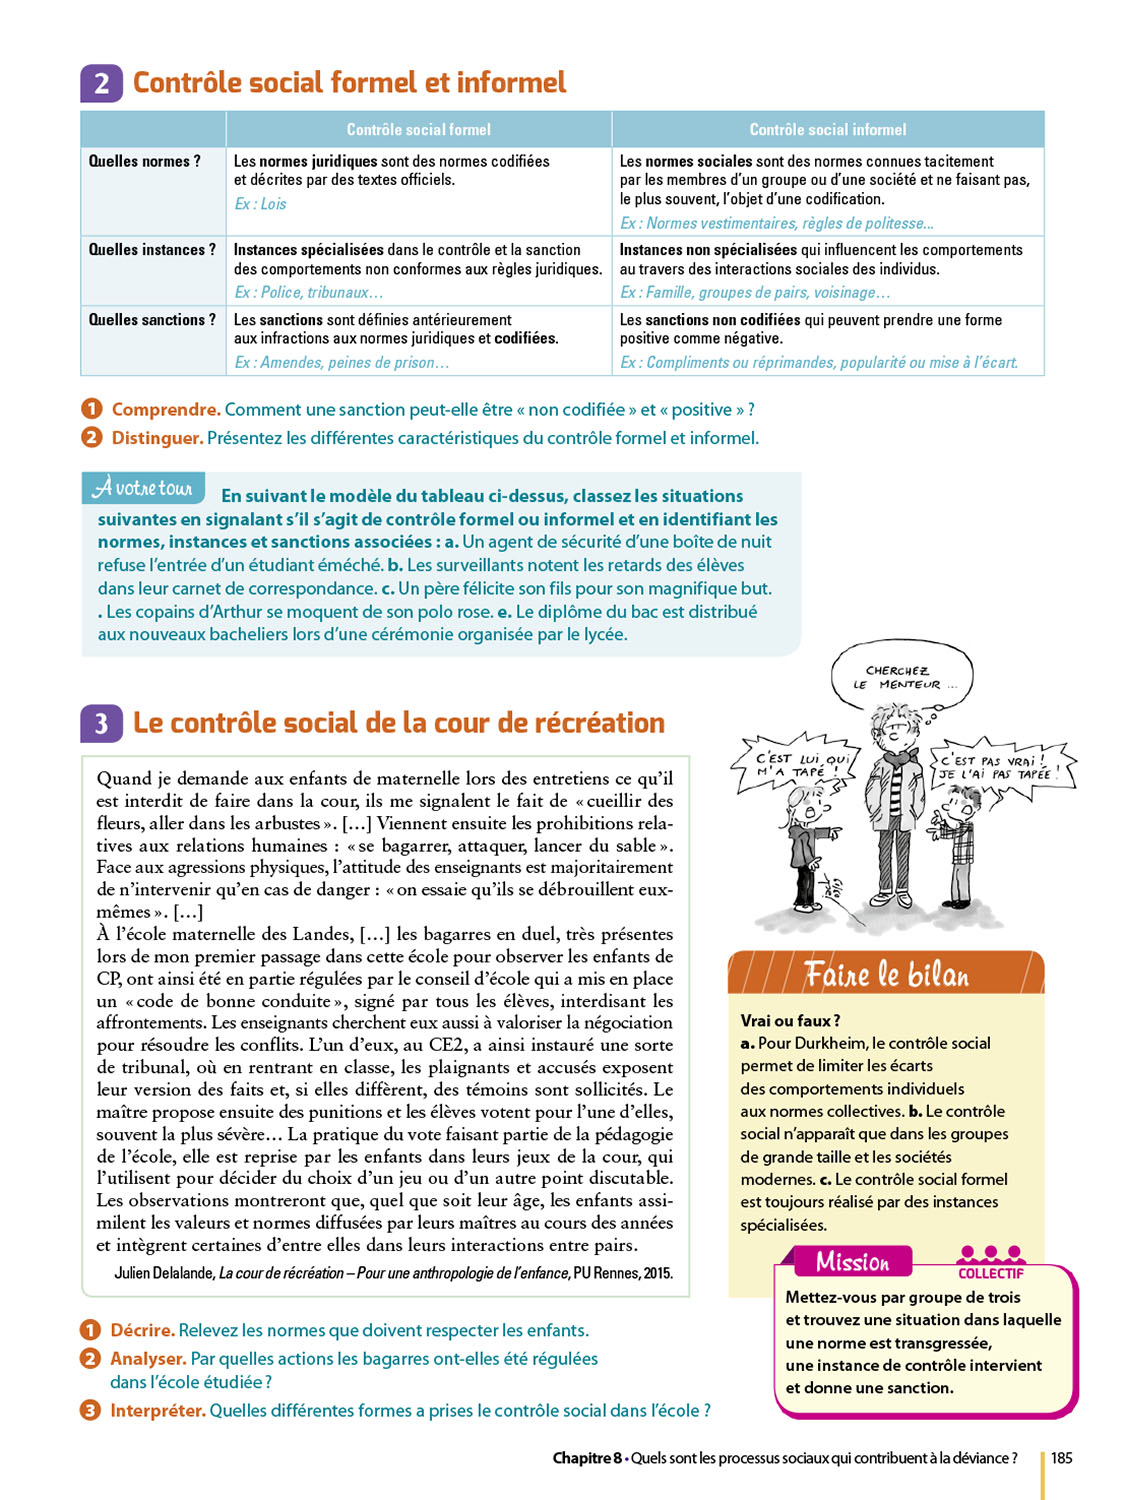 2 Contrôle social formel et informel
Contrôle social formel
Contrôle social informel
Quelles normes ?
Les normes juridiques sont des normes codifiées
et décrites par des textes officiels.
Ex : Lois
Les normes sociales sont des normes connues tacitement
par les membres d'un groupe ou d'une société et ne faisant pas,
le plus souvent, l'objet d'une codification.
Ex : Normes vestimentaires, règles de politesse...
Quelles instances ?
Instances spécialisées dans le contrôle et la sanction
des comportements non conformes aux règles juridiques.
Ex : Police, tribunaux…
Instances non spécialisées qui influencent les comportements
au travers des interactions sociales des individus.
Ex : Famille, groupes de pairs, voisinage…
Quelles sanctions ?
Les sanctions sont définies antérieurement
aux infractions aux normes juridiques et codifiées.
Ex : Amendes, peines de prison…
Les sanctions non codifiées qui peuvent prendre une forme
positive comme négative.
Ex : Compliments ou réprimandes, popularité ou mise à l'écart.
1 Comprendre. Comment une sanction peut-elle être « non codifiée » et « positive » ?
2 Distinguer. Présentez les différentes caractéristiques du contrôle formel et informel.
À votre tour
En suivant le modèle du tableau ci-dessus, classez les situations
suivantes en signalant s'il s'agit de contrôle formel ou informel et en identifiant les
normes, instances et sanctions associées : a. Un agent de sécurité d'une boîte de nuit
refuse l'entrée d'un étudiant éméché. b. Les surveillants notent les retards des élèves
dans leur carnet de correspondance. c. Un père félicite son fils pour son magnifique but.
. Les copains d'Arthur se moquent de son polo rose. e. Le diplôme du bac est distribué
aux nouveaux bacheliers lors d'une cérémonie organisée par le lycée.
3 Le contrôle social de la cour de récréation
Quand je demande aux enfants de maternelle lors des entretiens ce qu'il
est interdit de faire dans la cour, ils me signalent le fait de « cueillir des
fleurs, aller dans les arbustes ». […] Viennent ensuite les prohibitions rela-
tives aux relations humaines : « se bagarrer, attaquer, lancer du sable ».
Face aux agressions physiques, l'attitude des enseignants est majoritairement
de n'intervenir qu'en cas de danger : « on essaie qu'ils se débrouillent eux-
mêmes ». […]
À l'école maternelle des Landes, […] les bagarres en duel, très présentes
lors de mon premier passage dans cette école pour observer les enfants de
CP, ont ainsi été en partie régulées par le conseil d'école qui a mis en place
un « code de bonne conduite », signé par tous les élèves, interdisant les
affrontements. Les enseignants cherchent eux aussi à valoriser la négociation
pour résoudre les conflits. L'un d'eux, au CE2, a ainsi instauré une sorte
de tribunal, où en rentrant en classe, les plaignants et accusés exposent
leur version des faits et, si elles diffèrent, des témoins sont sollicités. Le
maître propose ensuite des punitions et les élèves votent pour l'une d'elles,
souvent la plus sévère… La pratique du vote faisant partie de la pédagogie
de l'école, elle est reprise par les enfants dans leurs jeux de la cour, qui
l'utilisent pour décider du choix d'un jeu ou d'un autre point discutable.
Les observations montreront que, quel que soit leur âge, les enfants assi-
milent les valeurs et normes diffusées par leurs maîtres au cours des années
et intègrent certaines d'entre elles dans leurs interactions entre pairs.
Julien Delalande, La cour de récréation – Pour une anthropologie de l'enfance, PU Rennes, 2015.
1 Décrire. Relevez les normes que doivent respecter les enfants.
2 Analyser. Par quelles actions les bagarres ont-elles été régulées
dans l'école étudiée ?
3 Interpréter. Quelles différentes formes a prises le contrôle social dans l'école ?
CHERCHEZ
LE MENTEUR ...
C'EST LUI QUI
M'A TAPÉ !
C'EST PAS VRAI !
JE L'AI PAS TAPÉE !
Faire le bilan
Vrai ou faux ?
a. Pour Durkheim, le contrôle social
permet de limiter les écarts
des comportements individuels
aux normes collectives. b. Le contrôle
social n'apparaît que dans les groupes
de grande taille et les sociétés
modernes. c. Le contrôle social formel
est toujours réalisé par des instances
spécialisées.
Mission
COLLECTIF
Mettez-vous par groupe de trois
et trouvez une situation dans laquelle
une norme est transgressée,
une instance de contrôle intervient
et donne une sanction.
Chapitre 8 • Quels sont les processus sociaux qui contribuent à la déviance ? 185